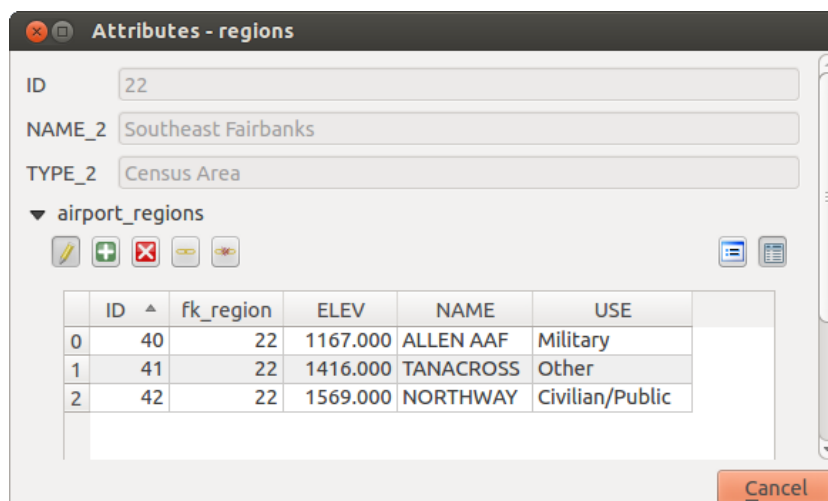 Attributes - regions
ID 22
NAME_2 Southeast Fairbanks
TYPE_2 Census Area
airport_regions
ID fk_region ELEV NAME USE
0 40 22 1167.000 ALLEN AAF Military
1 41 22 1416.000 TANACROSS Other
2 42 22 1569.000 NORTHWAY Civilian/Public
Cancel